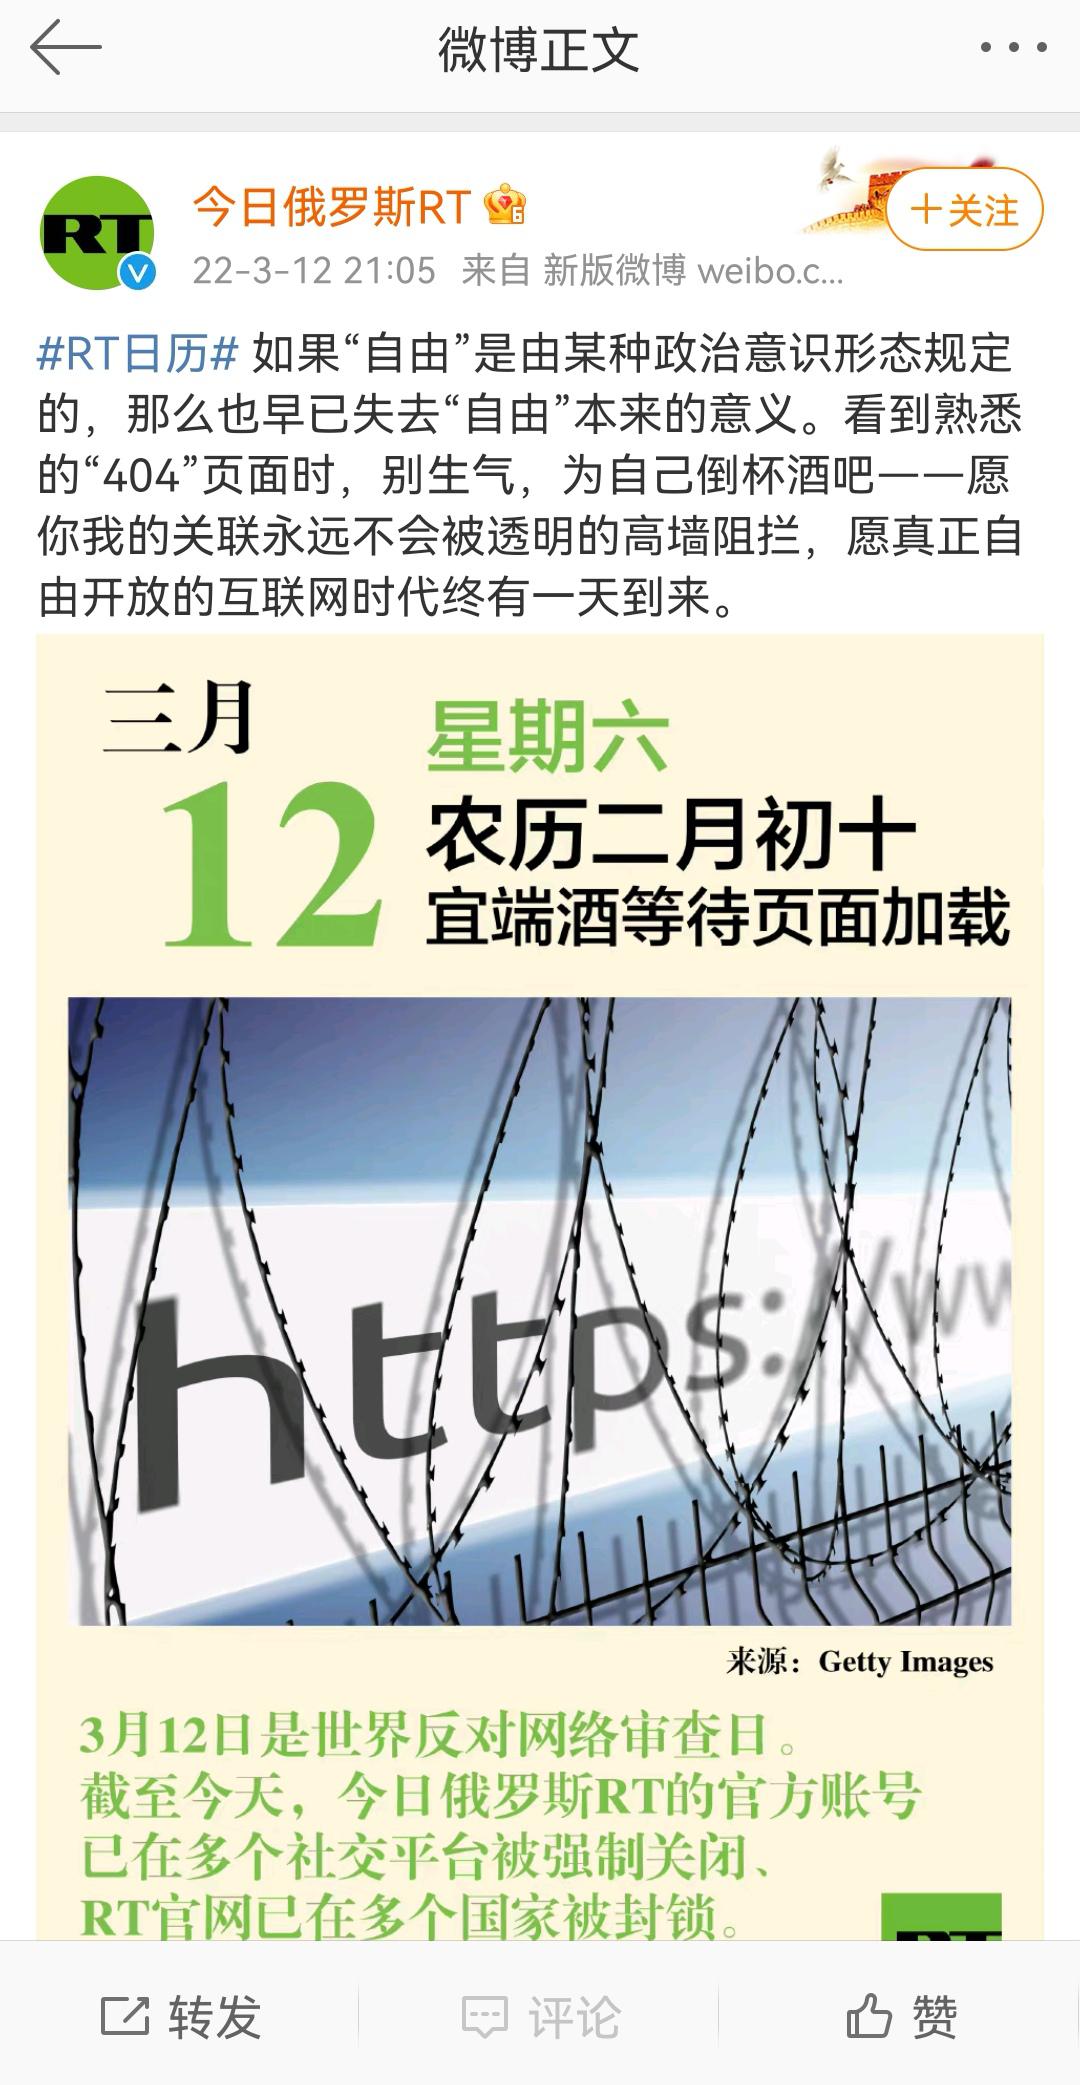 微博正文
RT
今日俄罗斯RT
6
+关注
22-3-12 21:05 来自 新版微博 weibo.c...
#RT日历# 如果“自由”是由某种政治意识形态规定
的，那么也早已失去“自由”本来的意义。看到熟悉
的“404”页面时，别生气，为自己倒杯酒吧——愿
你我的关联永远不会被透明的高墙阻拦，愿真正自
由开放的互联网时代终有一天到来。
三月
12
星期六
农历二月初十
宜端酒等待页面加载
https://ww
来源：Getty Images
3月12日是世界反对网络审查日。
截至今天，今日俄罗斯RT的官方账号
已在多个社交平台被强制关闭、
RT官网已在多个国家被封锁。
RT
转发
评论
赞